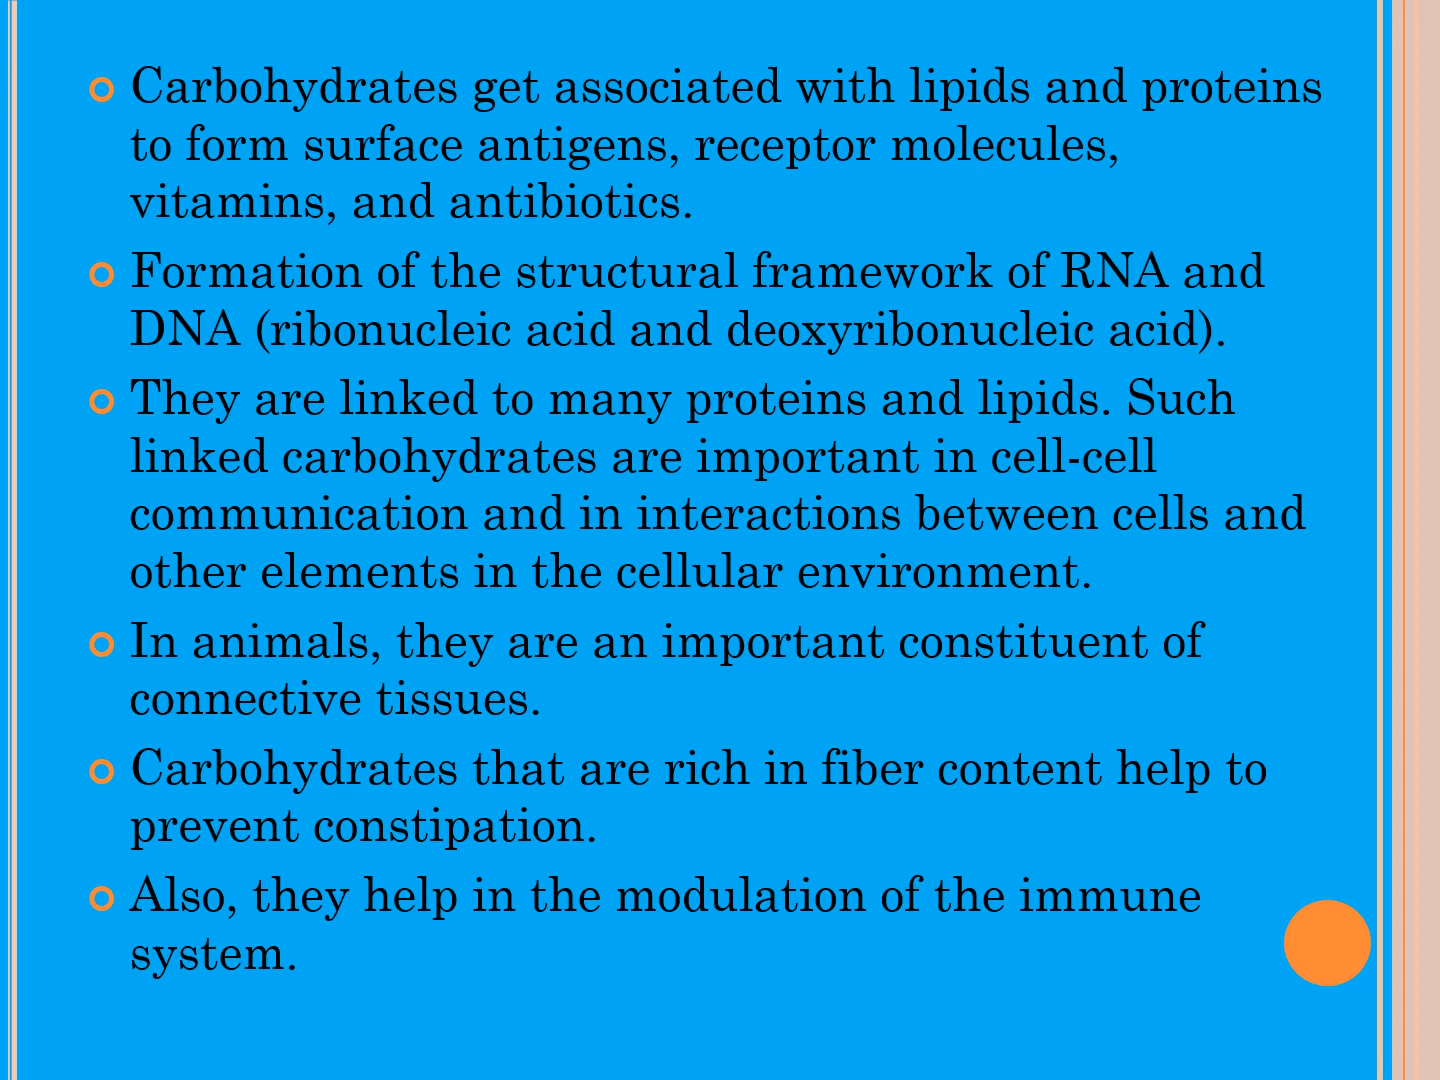 Carbohydrates get associated with lipids and proteins
to form surface antigens, receptor molecules,
vitamins, and antibiotics.
Formation of the structural framework of RNA and
DNA (ribonucleic acid and deoxyribonucleic acid).
They are linked to many proteins and lipids. Such
linked carbohydrates are important in cell-cell
communication and in interactions between cells and
other elements in the cellular environment.
In animals, they are an important constituent of
connective tissues.
Carbohydrates that are rich in fiber content help to
prevent constipation.
Also, they help in the modulation of the immune
system.